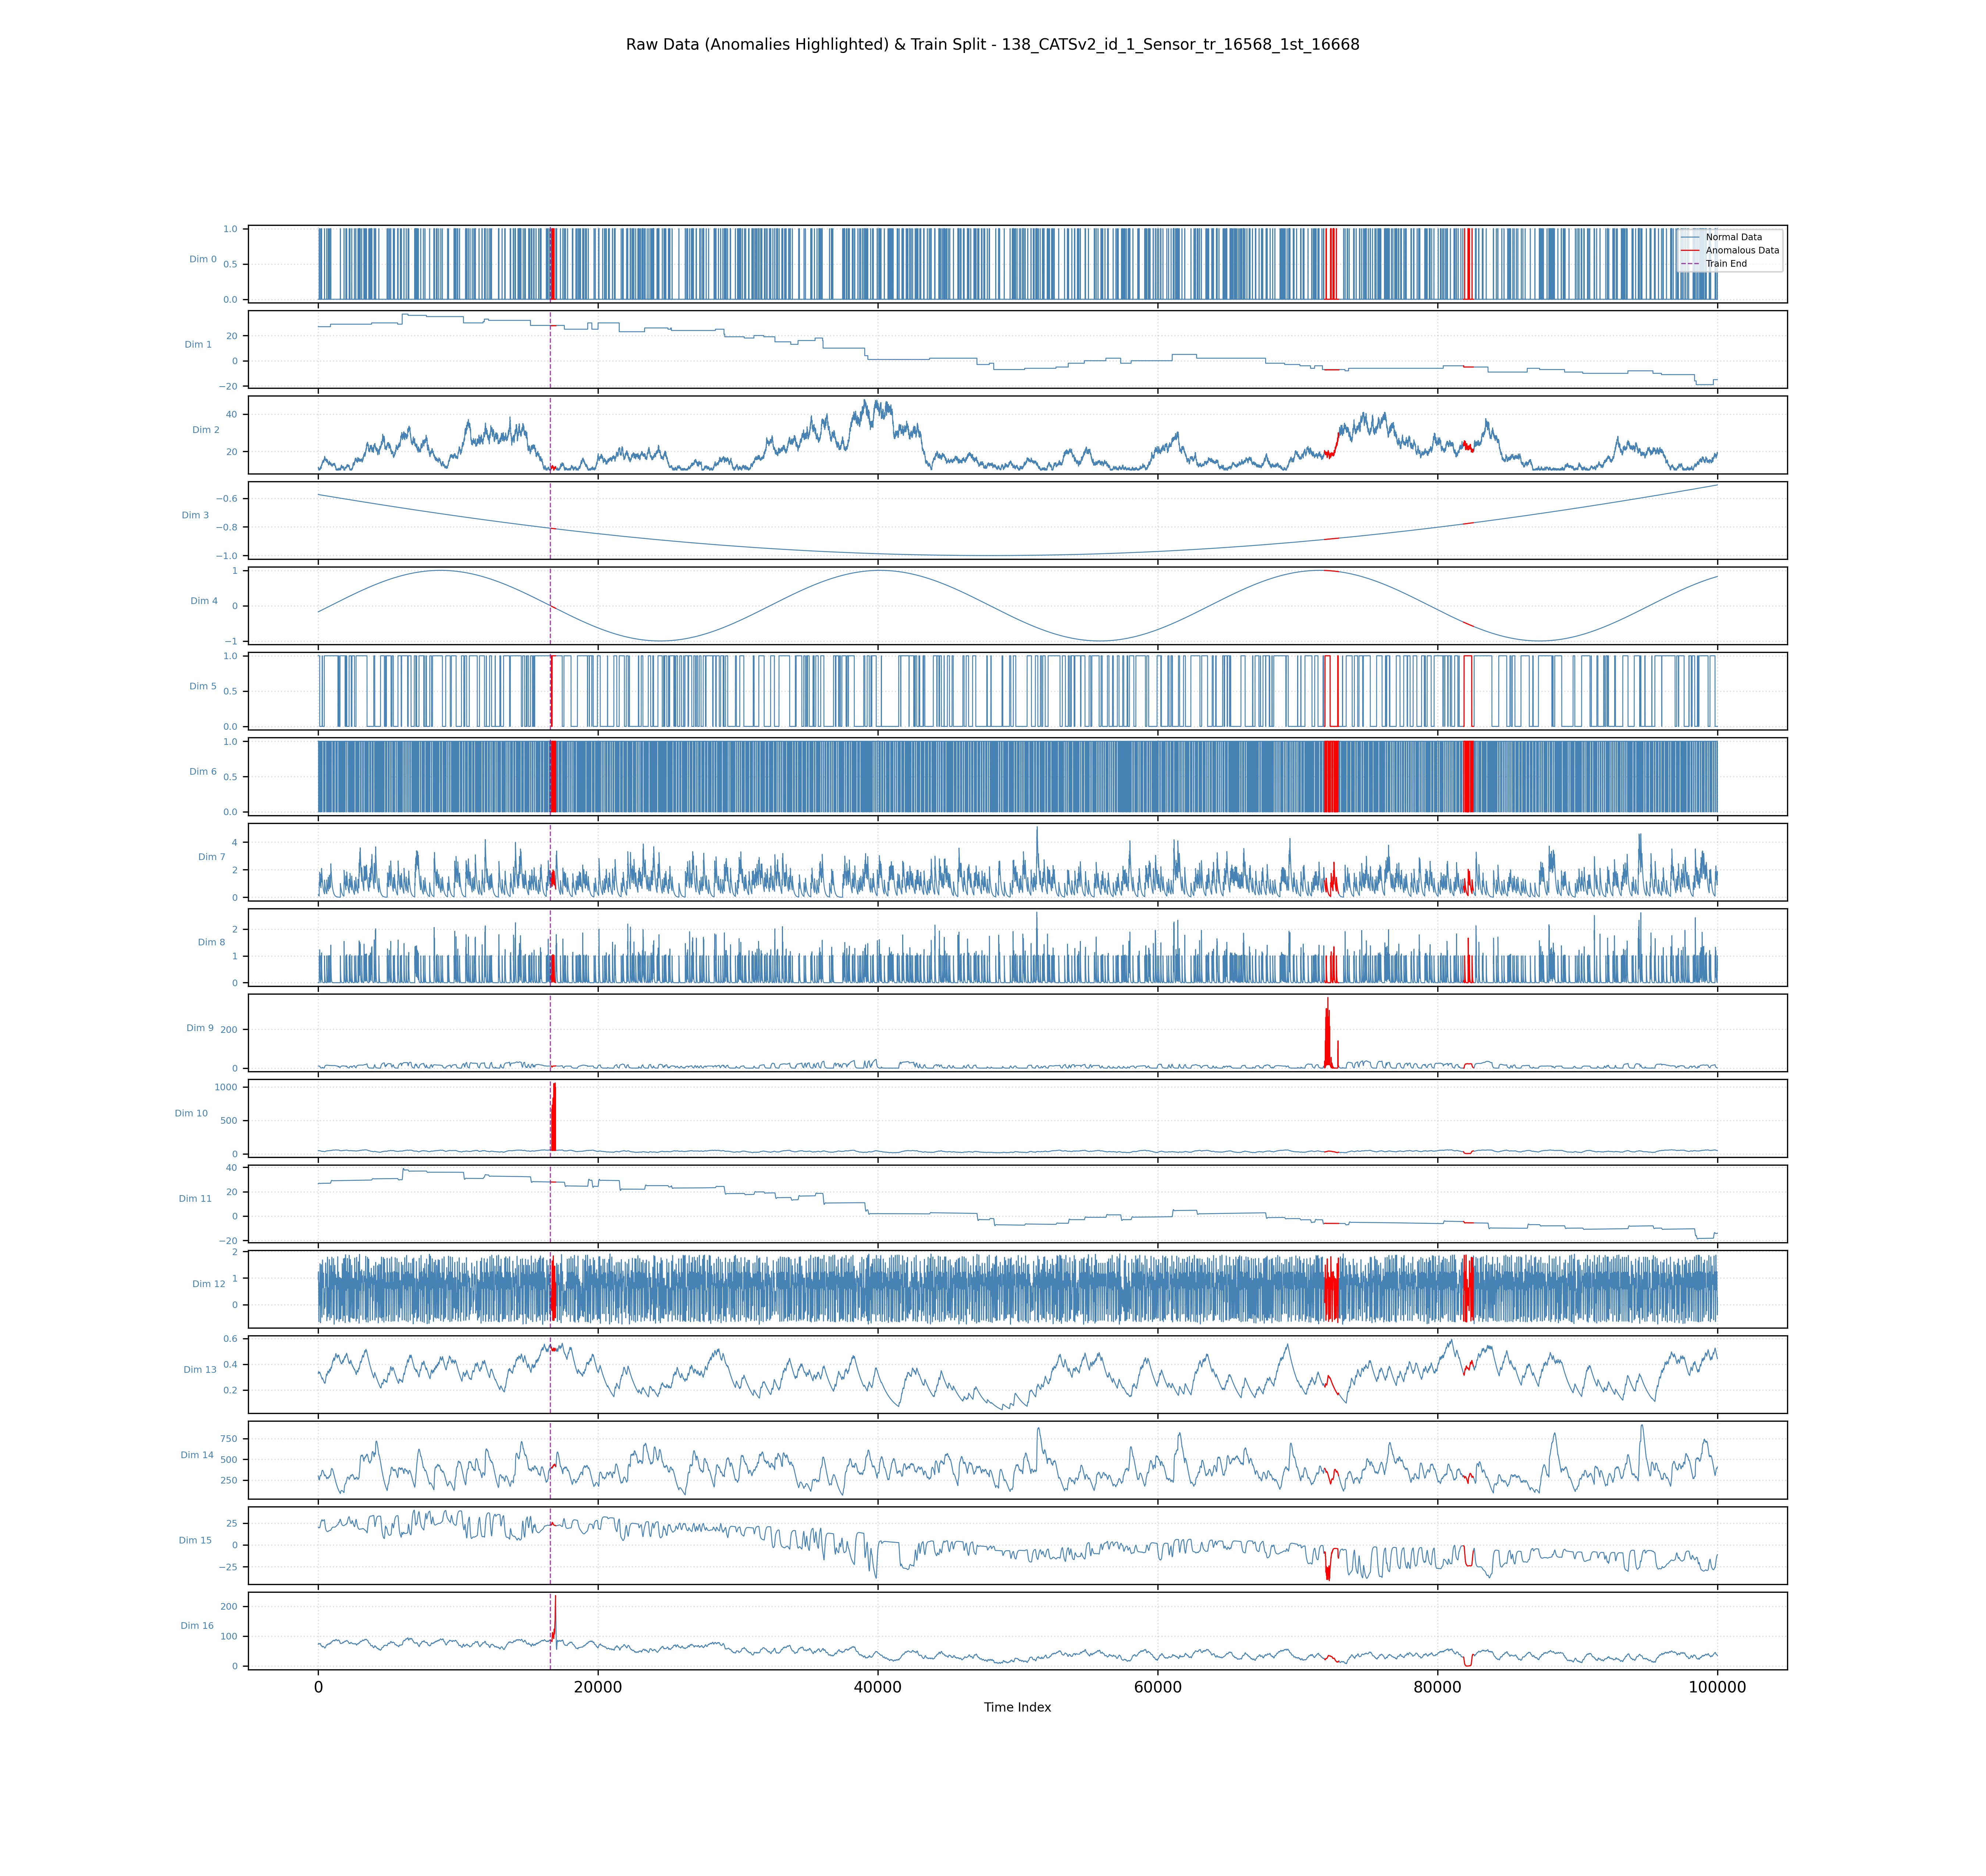 Raw Data (Anomalies Highlighted) & Train Split - 138_CATSv2_id_1_Sensor_tr_16568_1st_16668
Normal Data
Anomalous Data
Train End
Dim 0
1.0
0.5
0.0
Dim 1
20
0
−20
Dim 2
40
20
Dim 3
−0.6
−0.8
−1.0
Dim 4
1
0
−1
Dim 5
1.0
0.5
0.0
Dim 6
1.0
0.5
0.0
Dim 7
4
2
0
Dim 8
2
1
0
Dim 9
200
0
Dim 10
1000
500
0
Dim 11
40
20
0
−20
Dim 12
2
1
0
Dim 13
0.6
0.4
0.2
Dim 14
750
500
250
Dim 15
25
0
−25
Dim 16
200
100
0
0 20000 40000 60000 80000 100000
Time Index